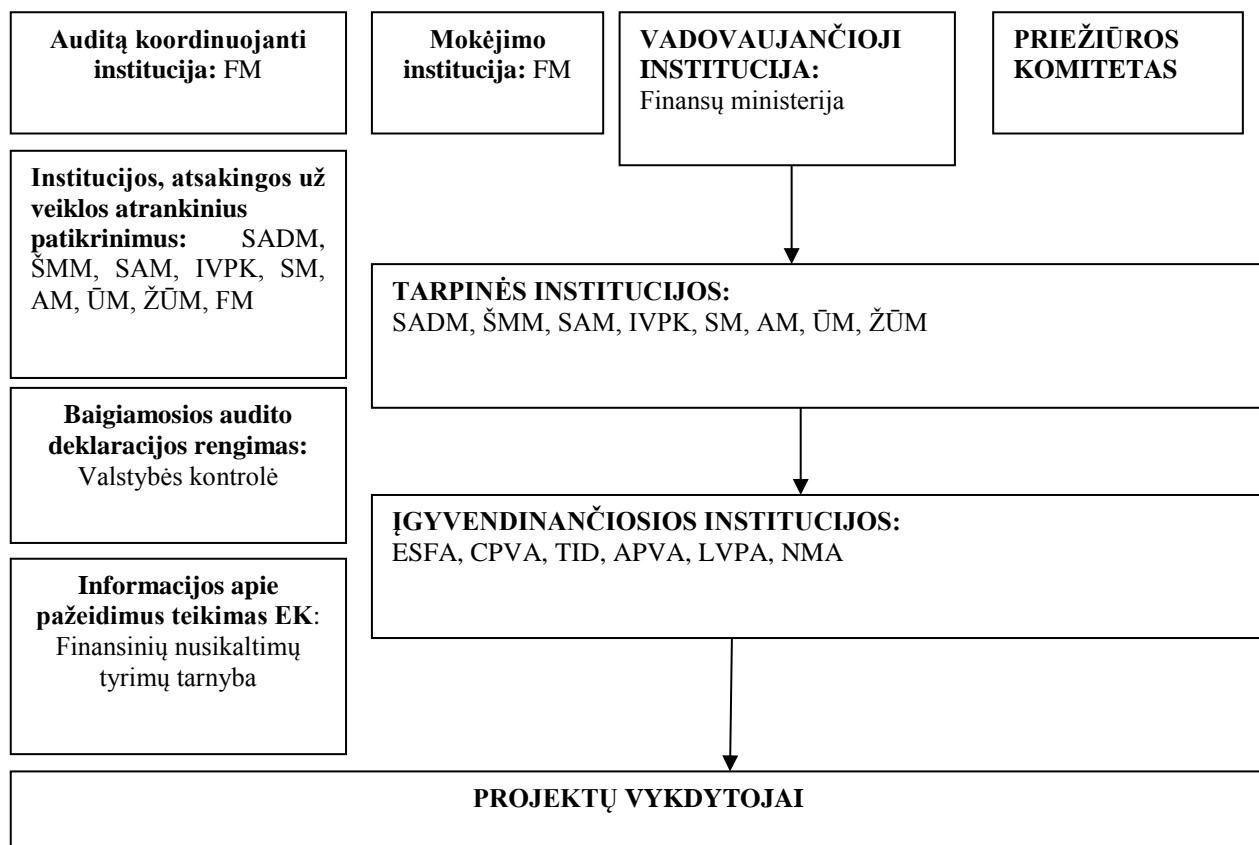 Auditą koordinuojanti
institucija: FM
Mokėjimo
institucija: FM
VADOVAUJANČIOJI
INSTITUCIJA:
Finansų ministerija
PRIEŽIŪROS
KOMITETAS
Institucijos, atsakingos už
veiklos atrankinius
patikrinimus: SADM,
ŠMM, SAM, IVPK, SM,
AM, ŪM, ŽŪM, FM
TARPINĖS INSTITUCIJOS:
SADM, ŠMM, SAM, IVPK, SM, AM, ŪM, ŽŪM
Baigiamosios audito
deklaracijos rengimas:
Valstybės kontrolė
ĮGYVENDINANČIOSIOS INSTITUCIJOS:
ESFA, CPVA, TID, APVA, LVPA, NMA
Informacijos apie
pažeidimus teikimas EK:
Finansinių nusikaltimų
tyrimų tarnyba
PROJEKTŲ VYKDYTOJAI